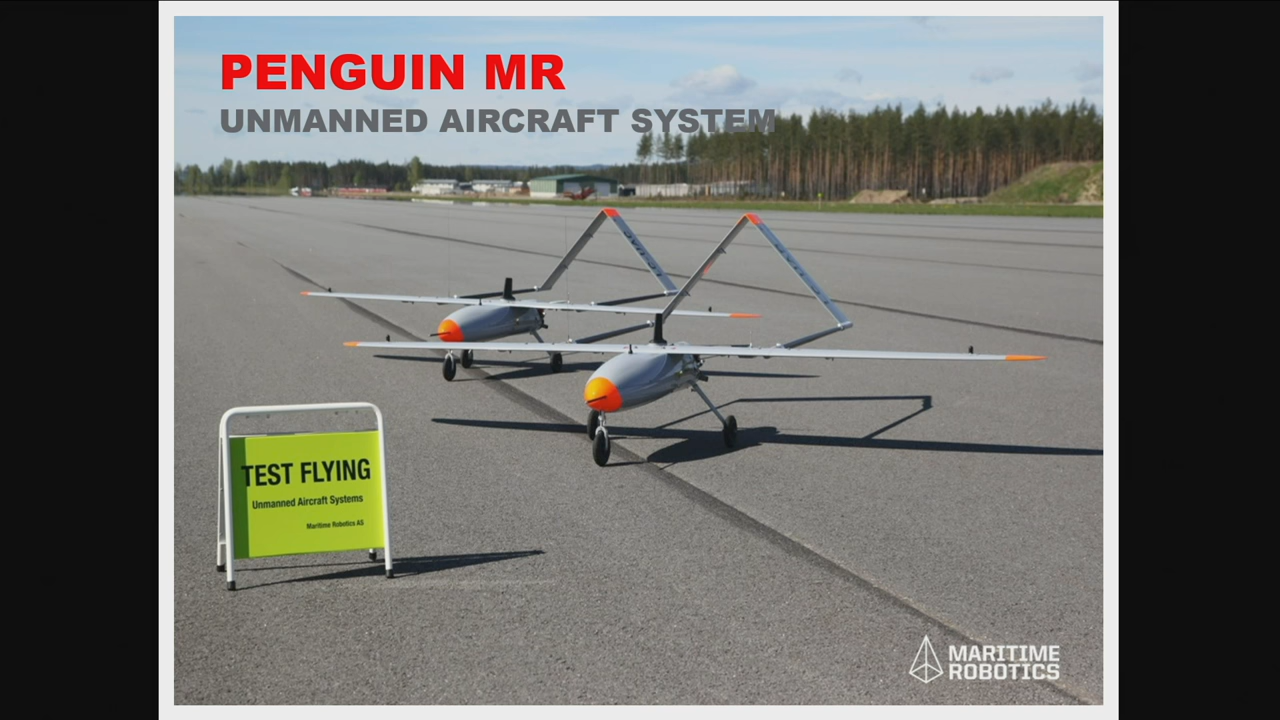 PENGUIN MR
UNMANNED AIRCRAFT SYSTEM
TEST FLYING
Unmanned Aircraft Systems
Maritime Robotics AS
MARITIME
ROBOTICS